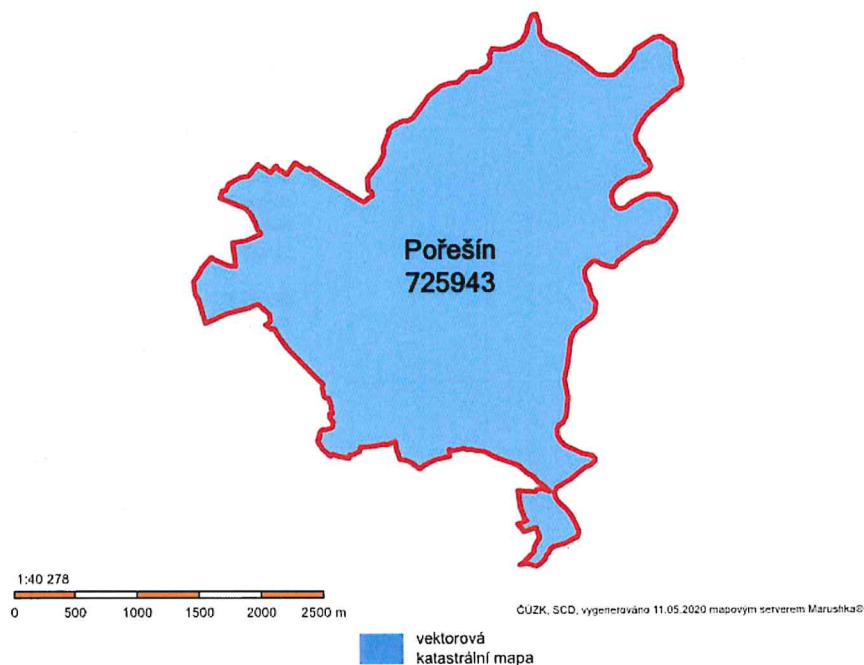 Pořešín
725943
1:40 278
0 500 1000 1500 2000 2500 m
ČÚZK, SCD, vygenerováno 11.05.2020 mapovým serverem Marushka®
vektorová
katastrální mapa